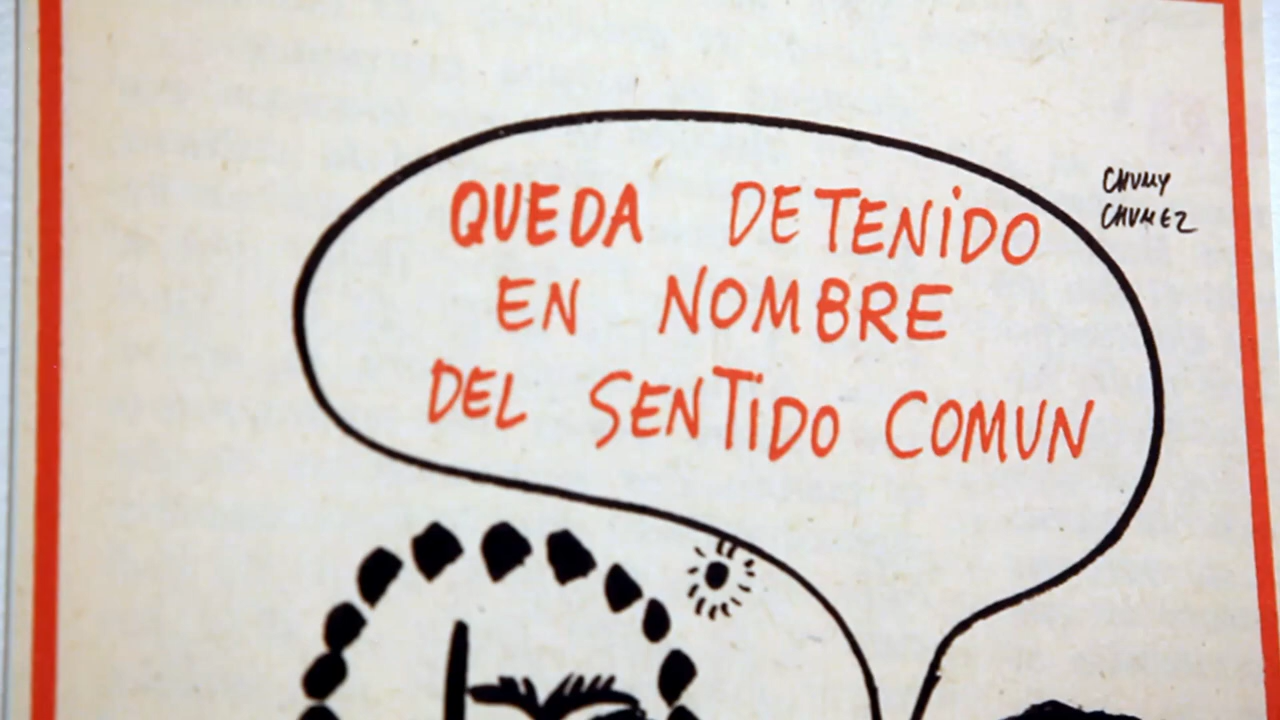 QUEDA DETENIDO
EN NOMBRE
DEL SENTIDO COMUN
CHUMY
CHUMEZ